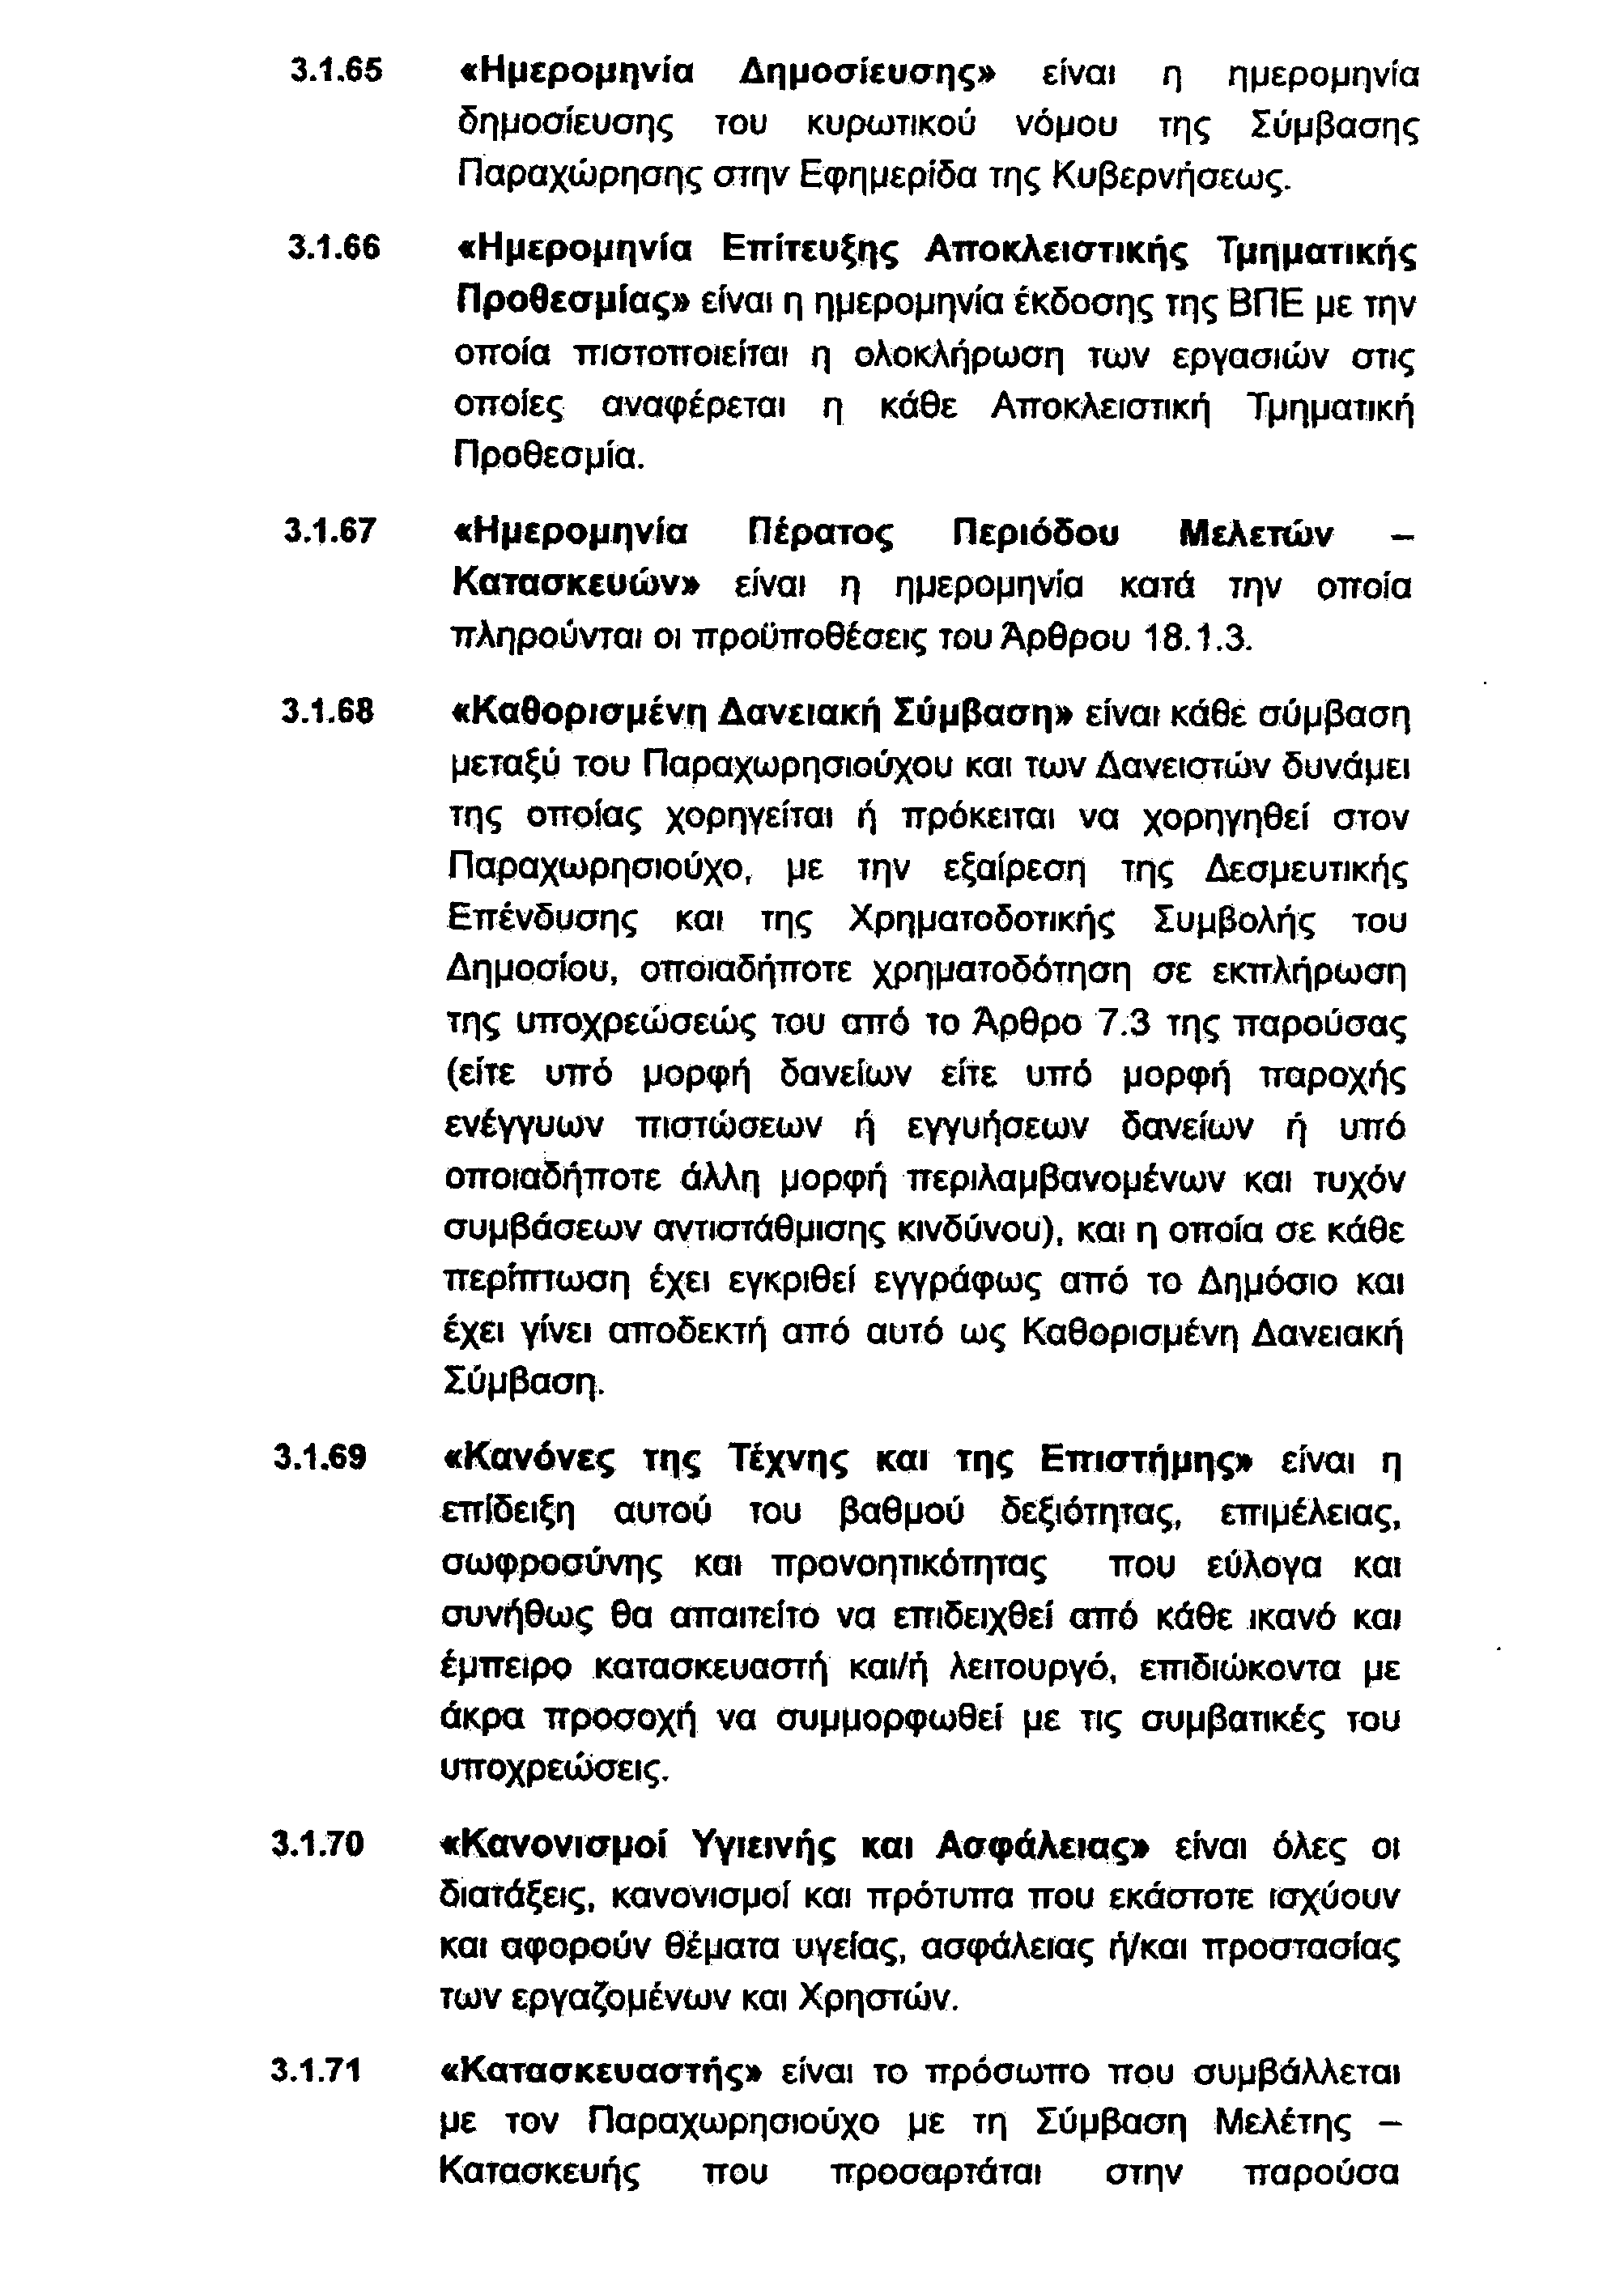 3.1.65 «Ημερομηνία Δημοσίευσης» είναι η ημερομηνία
δημοσίευσης του κυρωτικού νόμου της Σύμβασης
Παραχώρησης στην Εφημερίδα της Κυβερνήσεως.
3.1.66 «Ημερομηνία Επίτευξης Αποκλειστικής Τμηματικής
Προθεσμίας» είναι η ημερομηνία έκδοσης της ΒΠΕ με την
οποία πιστοποιείται η ολοκλήρωση των εργασιών στις
οποίες αναφέρεται η κάθε Αποκλειστική Τμηματική
Προθεσμία.
3.1.67 «Ημερομηνία Πέρατος Περιόδου Μελετών –
Κατασκευών» είναι η ημερομηνία κατά την οποία
πληρούνται οι προϋποθέσεις του Άρθρου 18.1.3.
3.1.68 «Καθορισμένη Δανειακή Σύμβαση» είναι κάθε σύμβαση
μεταξύ του Παραχωρησιούχου και των Δανειστών δυνάμει
της οποίας χορηγείται ή πρόκειται να χορηγηθεί στον
Παραχωρησιούχο, με την εξαίρεση της Δεσμευτικής
Επένδυσης και της Χρηματοδοτικής Συμβολής του
Δημοσίου, οποιαδήποτε χρηματοδότηση σε εκπλήρωση
της υποχρεώσεώς του από το Άρθρο 7.3 της παρούσας
(είτε υπό μορφή δανείων είτε υπό μορφή παροχής
ενέγγυων πιστώσεων ή εγγυήσεων δανείων ή υπό
οποιαδήποτε άλλη μορφή περιλαμβανομένων και τυχόν
συμβάσεων αντιστάθμισης κινδύνου), και η οποία σε κάθε
περίπτωση έχει εγκριθεί εγγράφως από το Δημόσιο και
έχει γίνει αποδεκτή από αυτό ως Καθορισμένη Δανειακή
Σύμβαση.
3.1.69 «Κανόνες της Τέχνης και της Επιστήμης» είναι η
επίδειξη αυτού του βαθμού δεξιότητας, επιμέλειας,
σωφροσύνης και προνοητικότητας που εύλογα και
συνήθως θα απαιτείτο να επιδειχθεί από κάθε ικανό και
έμπειρο κατασκευαστή και/ή λειτουργό, επιδιώκοντα με
άκρα προσοχή να συμμορφωθεί με τις συμβατικές του
υποχρεώσεις.
3.1.70 «Κανονισμοί Υγιεινής και Ασφάλειας» είναι όλες οι
διατάξεις, κανονισμοί και πρότυπα που εκάστοτε ισχύουν
και αφορούν θέματα υγείας, ασφάλειας ή/και προστασίας
των εργαζομένων και Χρηστών.
3.1.71 «Κατασκευαστής» είναι το πρόσωπο που συμβάλλεται
με τον Παραχωρησιούχο με τη Σύμβαση Μελέτης –
Κατασκευής που προσαρτάται στην παρούσα